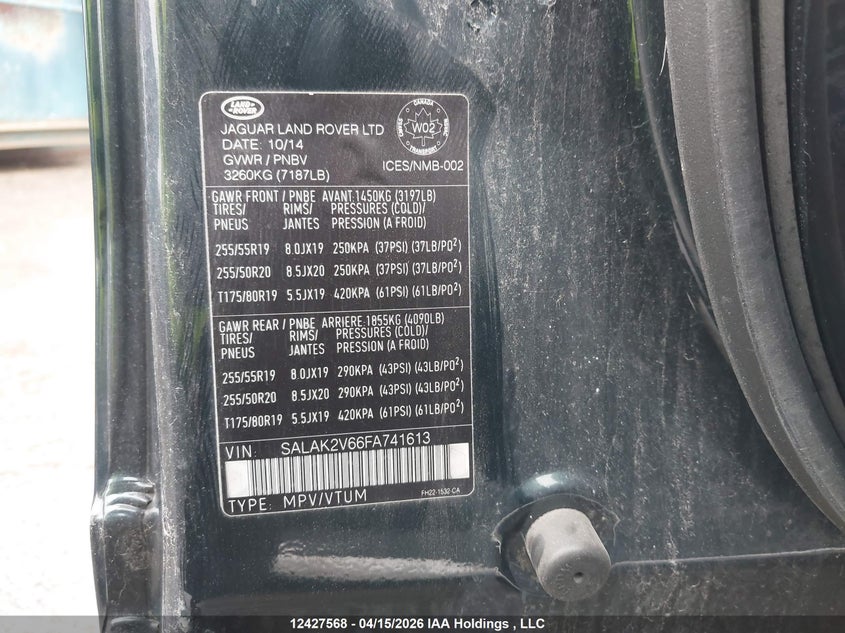 LAND-
ROVER
JAGUAR LAND ROVER LTD
DATE: 10/14
GVWR / PNBV
3260KG (7187LB)
CANADA
W02
TRANSPORT
ICES/NMB-002
GAWR FRONT / PNBE AVANT 1450KG (3197LB)
TIRES/ RIMS/ PRESSURES (COLD)/
PNEUS JANTES PRESSION (A FROID)
255/55R19 8.0JX19 250KPA (37PSI) (37LB/PO²)
255/50R20 8.5JX20 250KPA (37PSI) (37LB/PO²)
T175/80R19 5.5JX19 420KPA (61PSI) (61LB/PO²)
GAWR REAR / PNBE ARRIERE 1855KG (4090LB)
TIRES/ RIMS/ PRESSURES (COLD)/
PNEUS JANTES PRESSION (A FROID)
255/55R19 8.0JX19 290KPA (43PSI) (43LB/PO²)
255/50R20 8.5JX20 290KPA (43PSI) (43LB/PO²)
T175/80R19 5.5JX19 420KPA (61PSI) (61LB/PO²)
VIN: SALAK2V66FA741613
TYPE: MPV/VTUM
FH22-1532-CA
12427568 - 04/15/2026 IAA Holdings , LLC